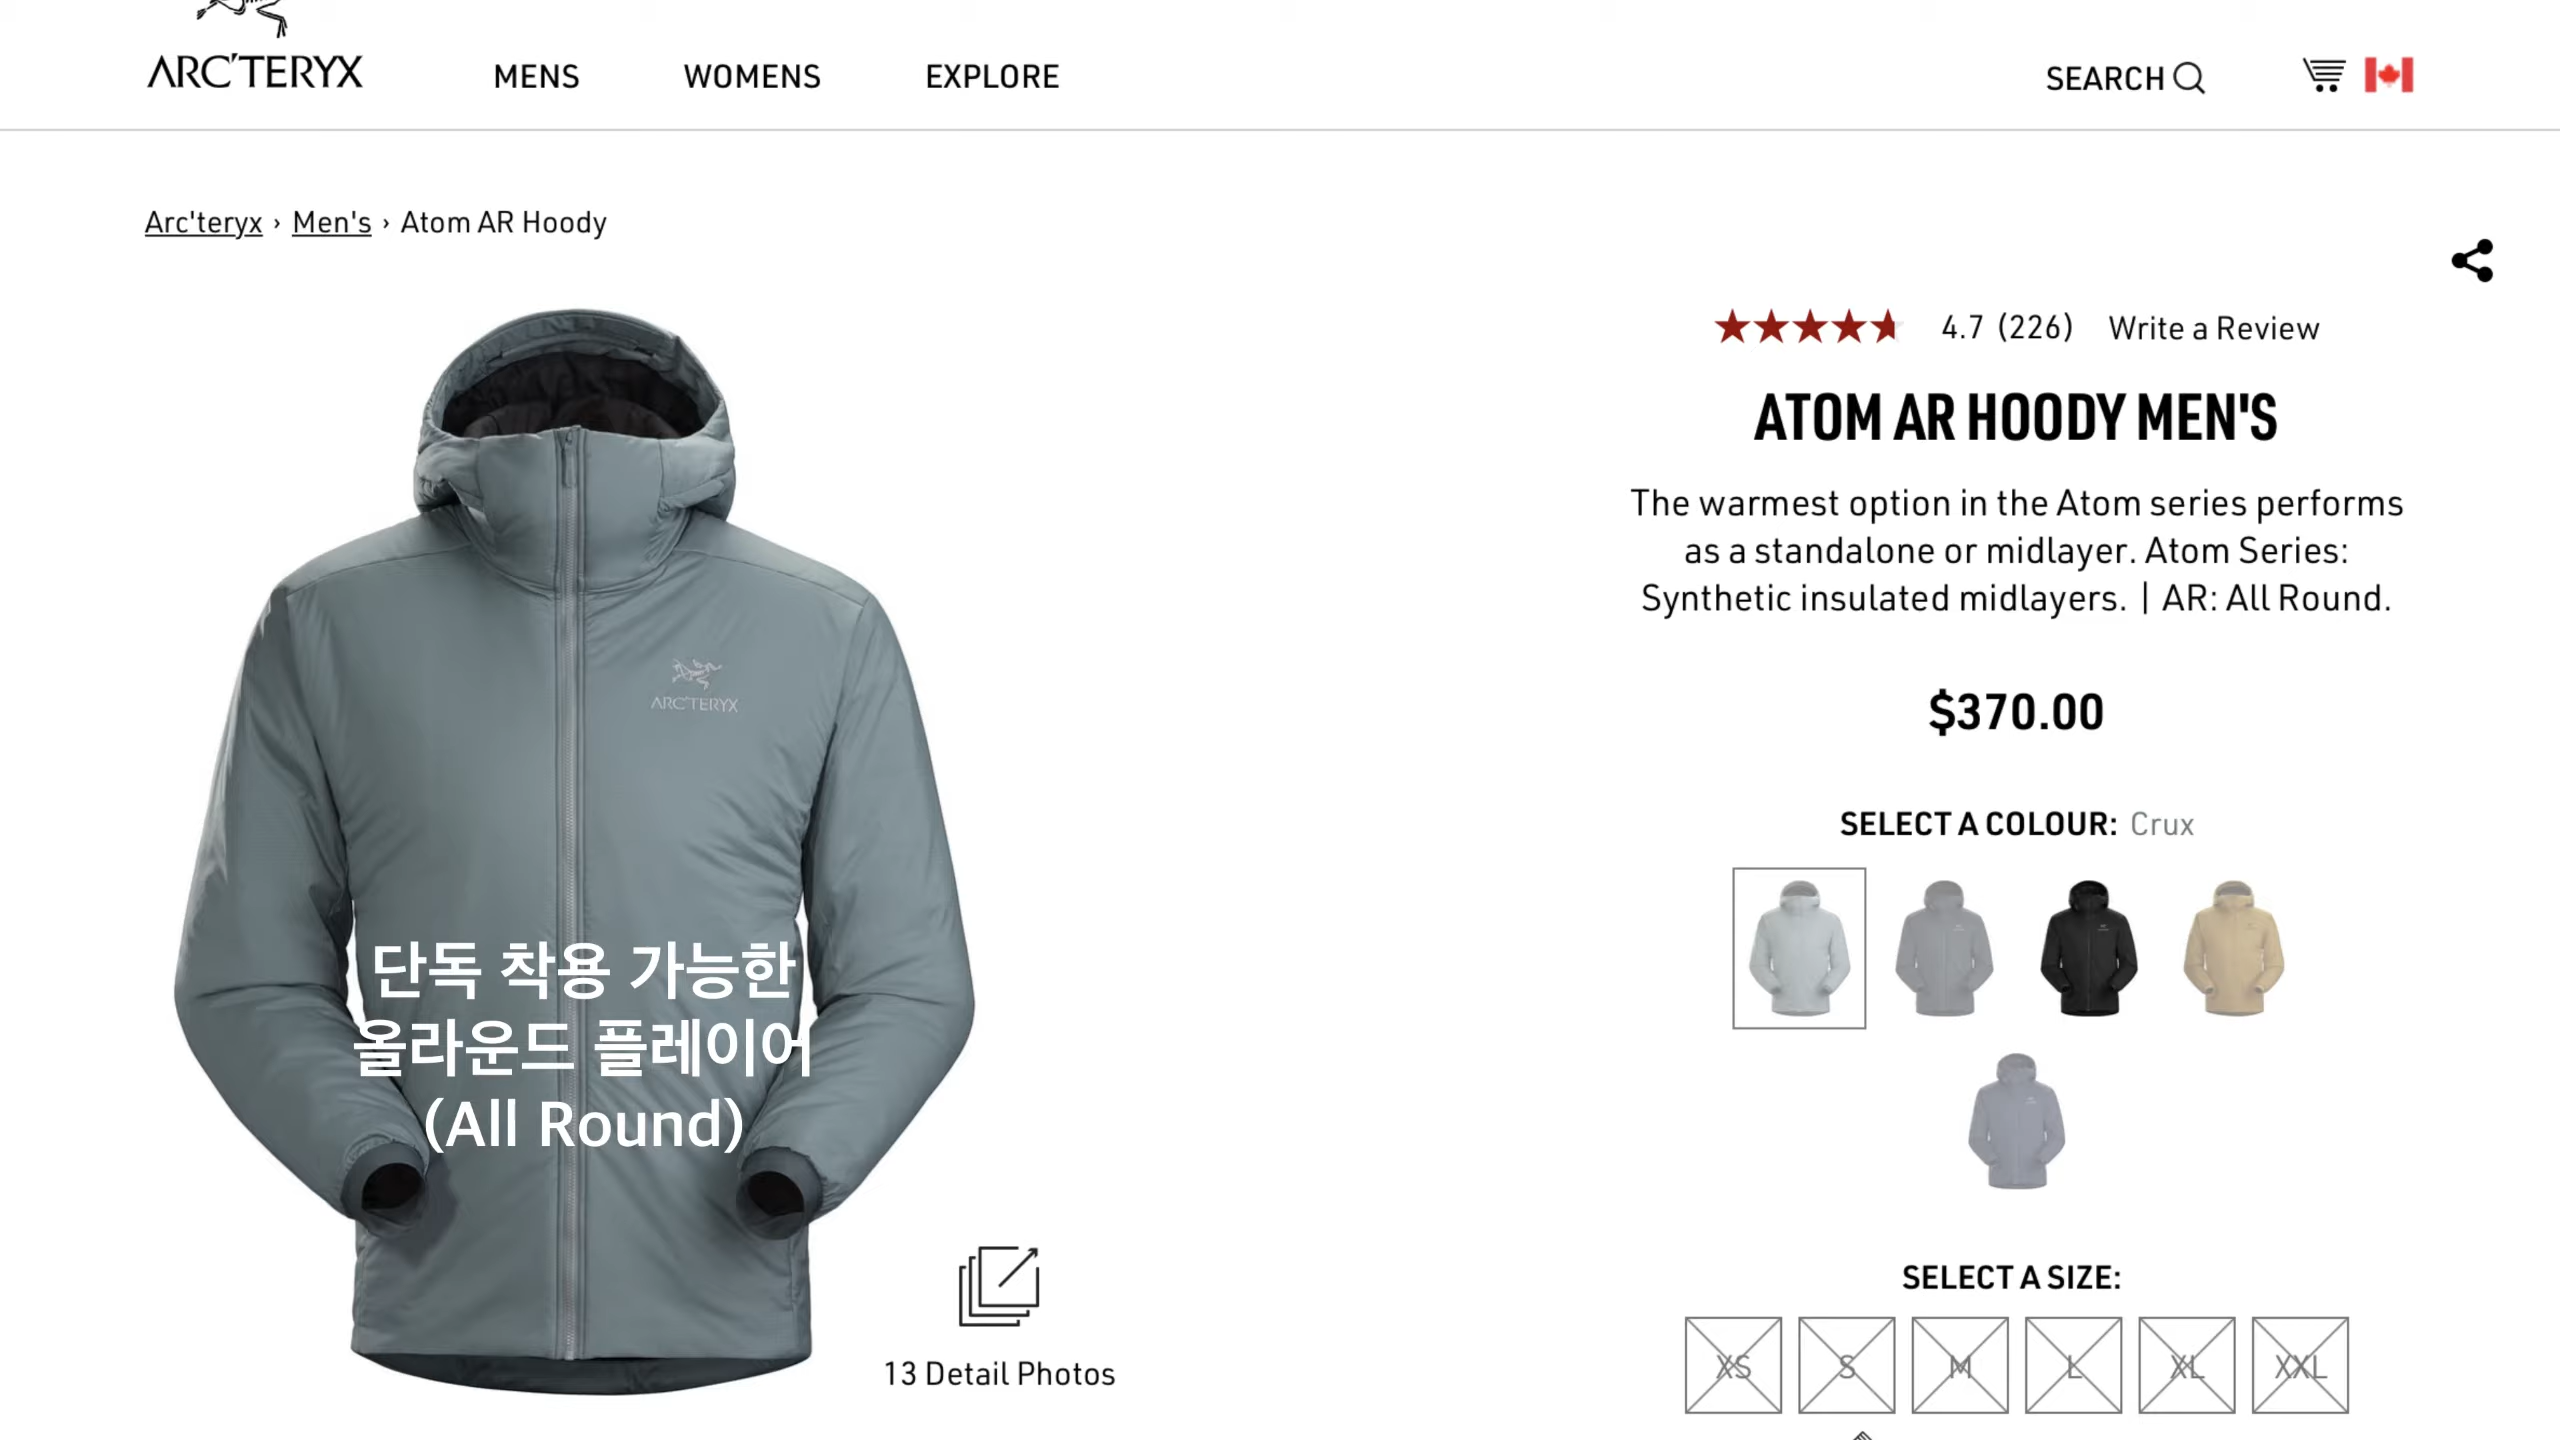 ARC'TERYX
MENS
WOMENS
EXPLORE
SEARCH
Arc'teryx › Men's › Atom AR Hoody
4.7 (226) Write a Review
ATOM AR HOODY MEN'S
The warmest option in the Atom series performs
as a standalone or midlayer. Atom Series:
Synthetic insulated midlayers. | AR: All Round.
$370.00
SELECT A COLOUR: Crux
ARC'TERYX
단독 착용 가능한
올라운드 플레이어
(All Round)
13 Detail Photos
SELECT A SIZE:
XS S M L XL XXL